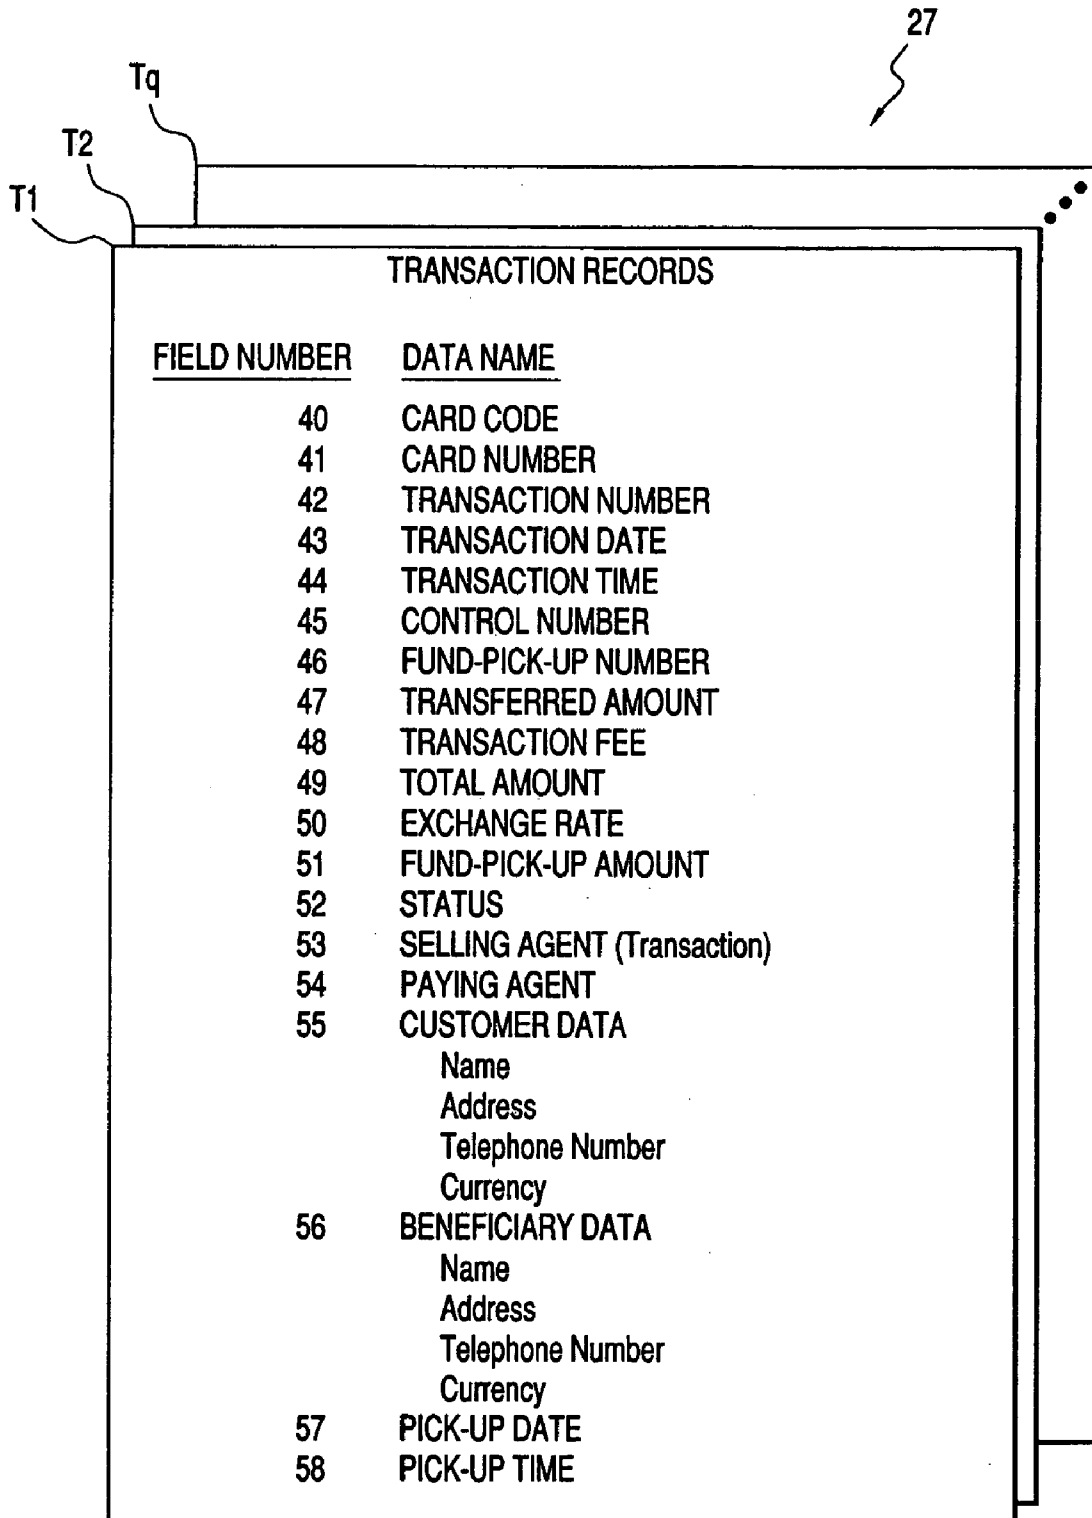 27
Tq
T2
T1
TRANSACTION RECORDS
FIELD NUMBER DATA NAME
40 CARD CODE
41 CARD NUMBER
42 TRANSACTION NUMBER
43 TRANSACTION DATE
44 TRANSACTION TIME
45 CONTROL NUMBER
46 FUND-PICK-UP NUMBER
47 TRANSFERRED AMOUNT
48 TRANSACTION FEE
49 TOTAL AMOUNT
50 EXCHANGE RATE
51 FUND-PICK-UP AMOUNT
52 STATUS
53 SELLING AGENT (Transaction)
54 PAYING AGENT
55 CUSTOMER DATA
Name
Address
Telephone Number
Currency
56 BENEFICIARY DATA
Name
Address
Telephone Number
Currency
57 PICK-UP DATE
58 PICK-UP TIME